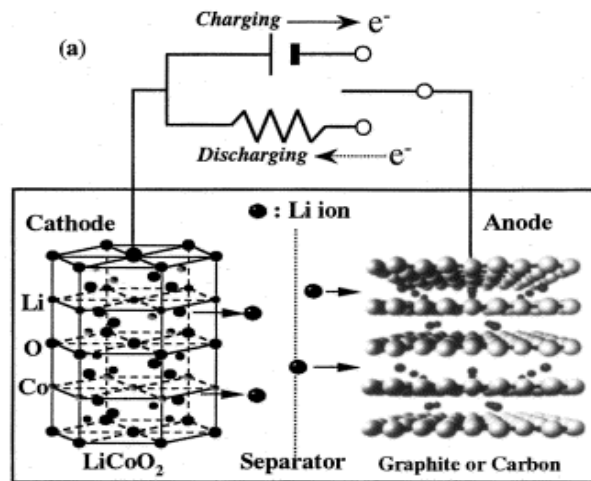 Charging
e-
(a)
Discharging
e-
Cathode
: Li ion
Anode
Li
O
Co
LiCoO₂
Separator
Graphite or Carbon